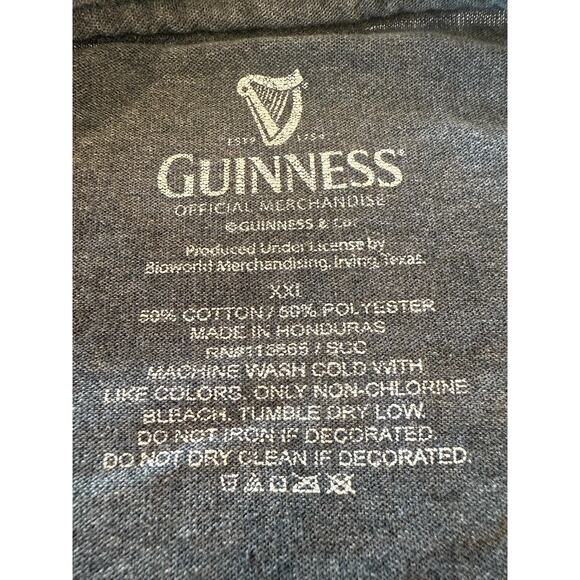 ESTD 1759
GUINNESS®
OFFICIAL MERCHANDISE
©GUINNESS & Co.
Produced Under License by
Bioworld Merchandising, Irving, Texas.
XXL
50% COTTON / 50% POLYESTER
MADE IN HONDURAS
RN#113565 / SCC
MACHINE WASH COLD WITH
LIKE COLORS, ONLY NON-CHLORINE
BLEACH. TUMBLE DRY LOW.
DO NOT IRON IF DECORATED.
DO NOT DRY CLEAN IF DECORATED.